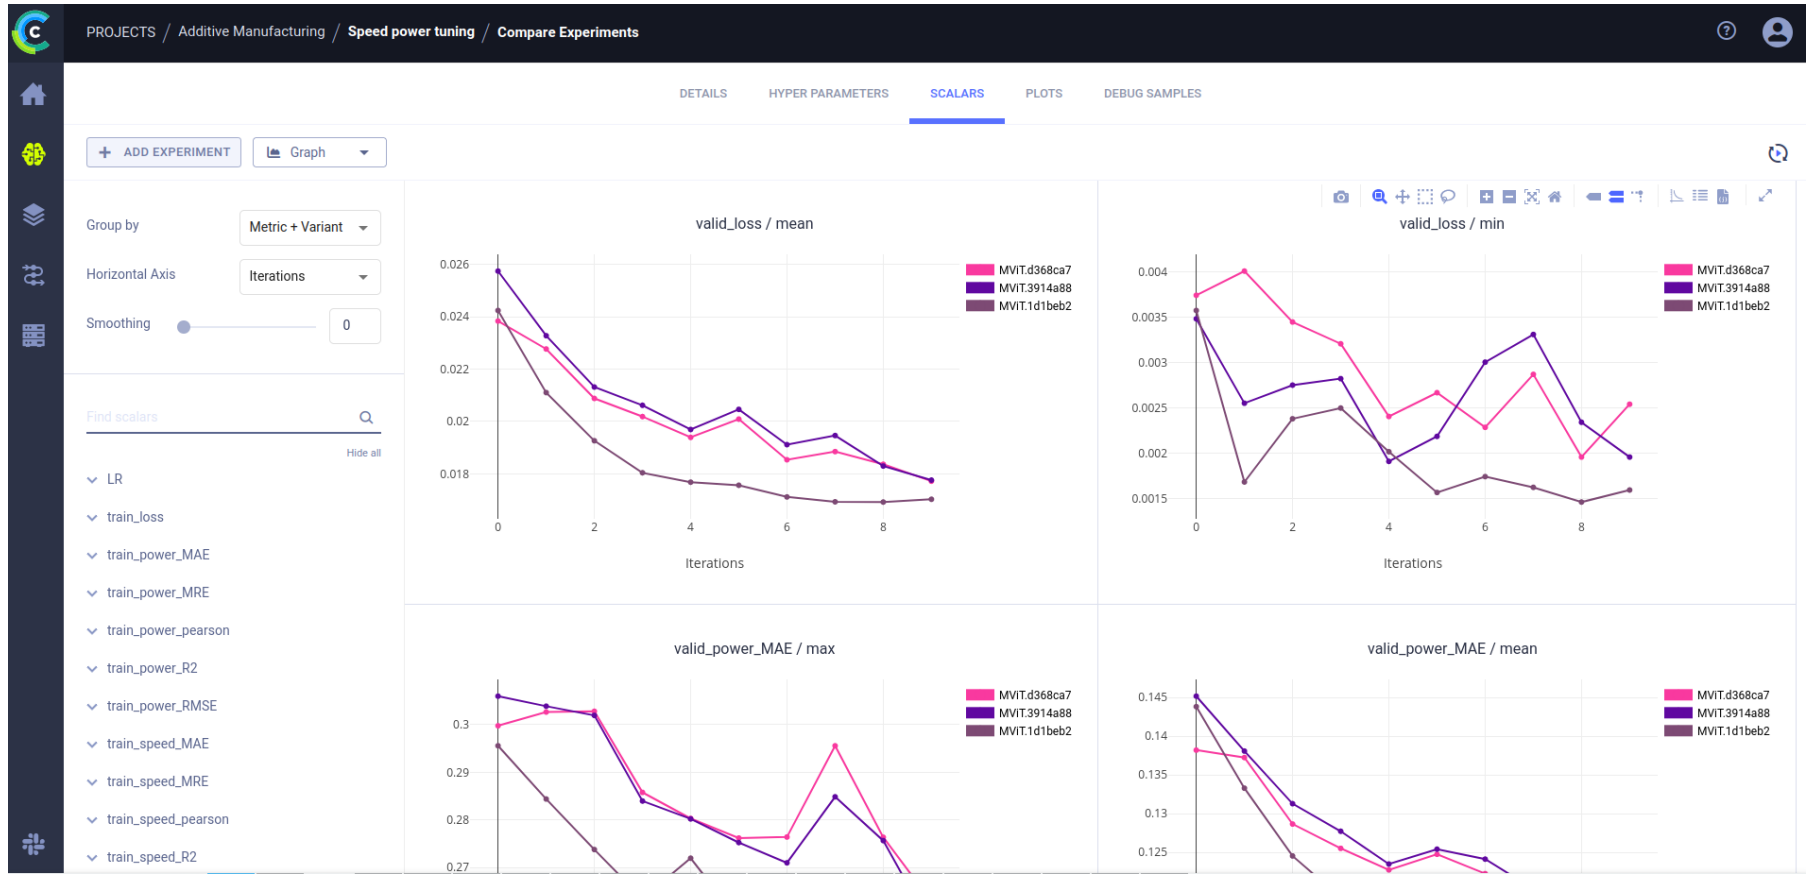 PROJECTS / Additive Manufacturing / Speed power tuning / Compare Experiments
DETAILS HYPER PARAMETERS SCALARS PLOTS DEBUG SAMPLES
+ ADD EXPERIMENT Graph
Group by Metric + Variant
Horizontal Axis Iterations
Smoothing 0
Find scalars
Hide all
LR
train_loss
train_power_MAE
train_power_MRE
train_power_pearson
train_power_R2
train_power_RMSE
train_speed_MAE
train_speed_MRE
train_speed_pearson
train_speed_R2
valid_loss / mean
0.026
0.024
0.022
0.02
0.018
0 2 4 6 8
Iterations
MViT.d368ca7
MViT.3914a88
MViT.1d1beb2
valid_loss / min
0.004
0.0035
0.003
0.0025
0.002
0.0015
0 2 4 6 8
Iterations
MViT.d368ca7
MViT.3914a88
MViT.1d1beb2
valid_power_MAE / max
0.3
0.29
0.28
0.27
MViT.d368ca7
MViT.3914a88
MViT.1d1beb2
valid_power_MAE / mean
0.145
0.14
0.135
0.13
0.125
MViT.d368ca7
MViT.3914a88
MViT.1d1beb2